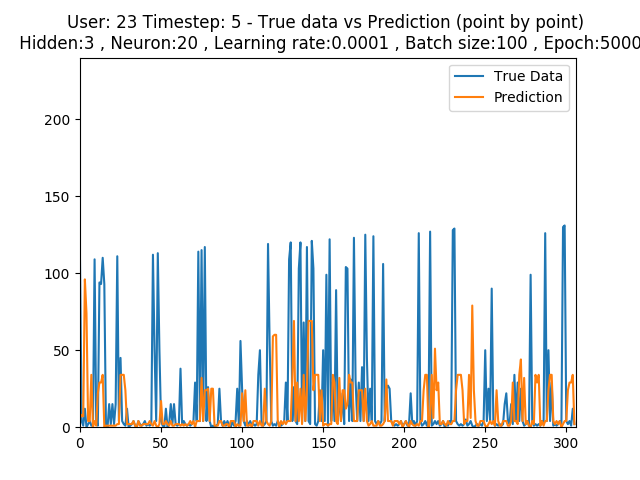 User: 23 Timestep: 5 - True data vs Prediction (point by point)
Hidden:3 , Neuron:20 , Learning rate:0.0001 , Batch size:100 , Epoch:5000
True Data
Prediction
200
150
100
50
0
0 50 100 150 200 250 300